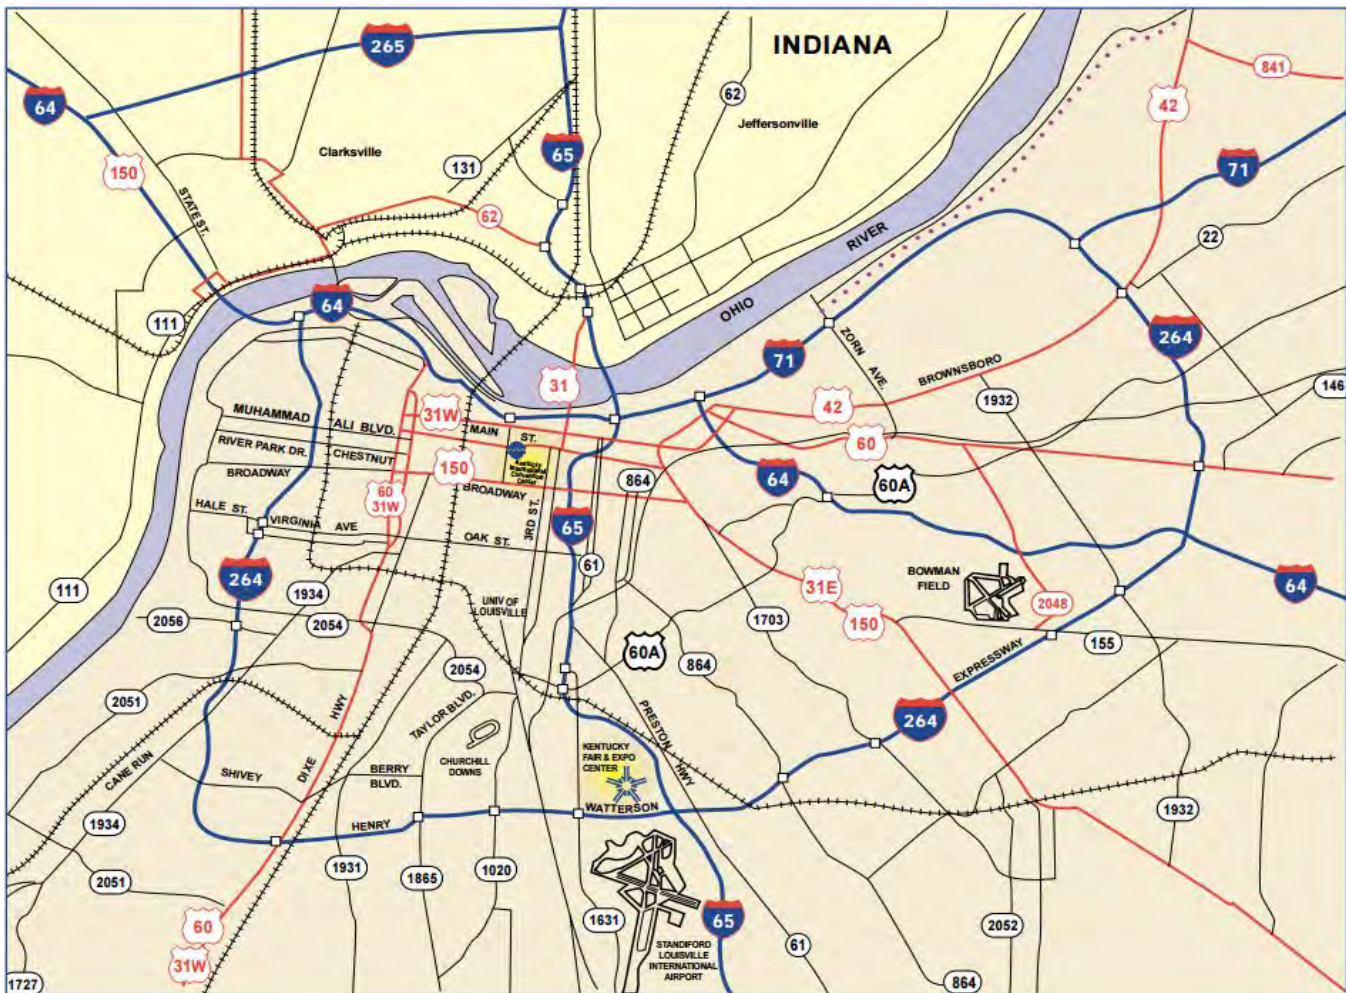 INDIANA
265
841
64
62
42
Jeffersonville
Clarksville
65
131
71
150
STATE ST.
62
22
RIVER
OHIO
64
111
ZORN AVE.
264
71
31
BROWNSBORO
146
1932
31W
42
MUHAMMAD
ALI BLVD.
MAIN
ST.
60
RIVER PARK DR.
CHESTNUT
150
Kentucky
International
Convention
Center
BROADWAY
BROADWAY
864
64
60A
60
31W
HALE ST.
VIRGINIA AVE
OAK ST.
3RD ST.
65
61
264
BOWMAN
FIELD
64
111
1934
31E
2048
UNIV OF
LOUISVILLE
2056
2054
1703
150
155
60A
864
2054
EXPRESSWAY
2051
HWY
TAYLOR BLVD.
PRESTON HWY
264
KENTUCKY
FAIR & EXPO
CENTER
CHURCHILL
DOWNS
CANE RUN
SHIVEY
DIXE
BERRY
BLVD.
WATTERSON
1932
1934
HENRY
2051
1931
1865
1020
1631
65
60
2052
61
31W
STANDIFORD
LOUISVILLE
INTERNATIONAL
AIRPORT
1727
864